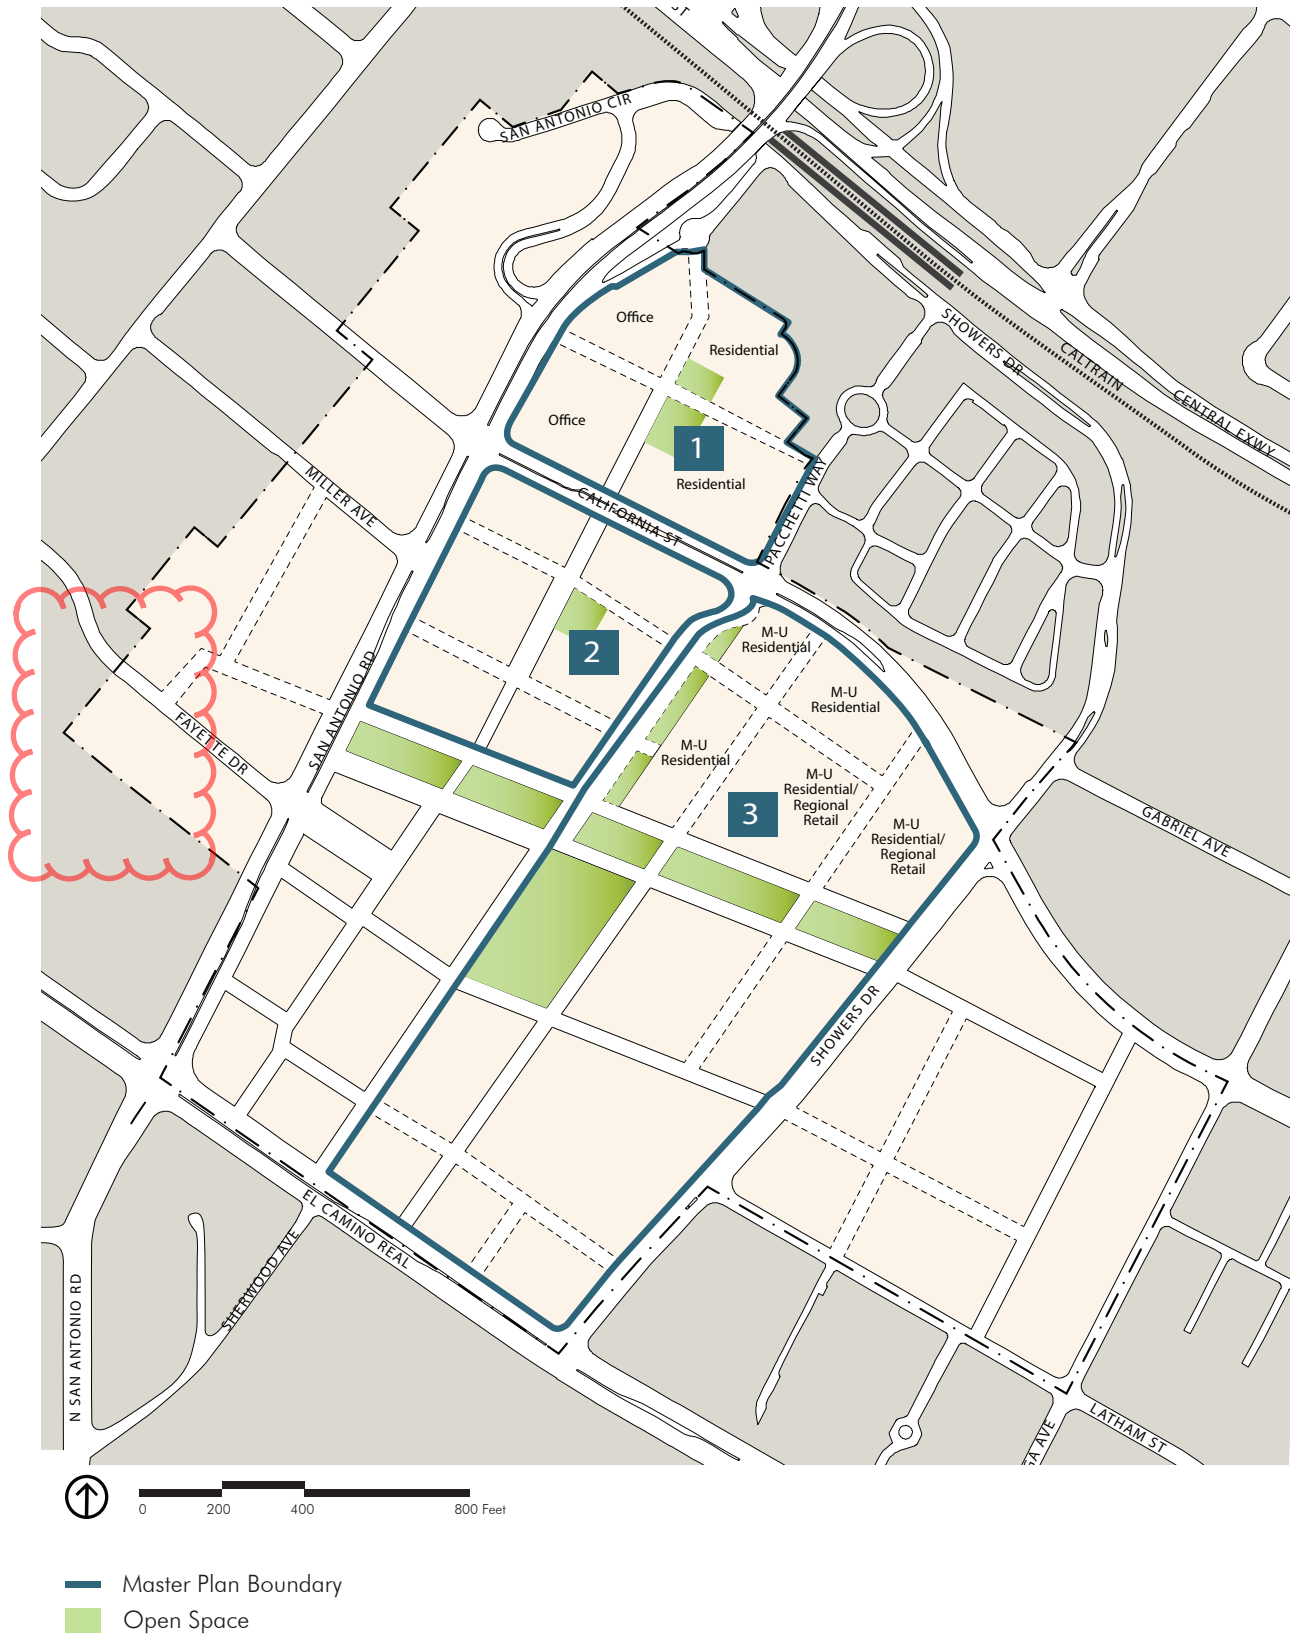 SAN ANTONIO CIR
Office
Residential
SHOWERS DR
CALTRAIN
CENTRAL EXWY
Office
1
Residential
PACCHETTI WAY
MILLER AVE
CALIFORNIA ST
2
M-U
Residential
M-U
Residential
SAN ANTONIO RD
FAYETTE DR
M-U
Residential
M-U
Residential/
Regional
Retail
3
M-U
Residential/
Regional
Retail
GABRIEL AVE
SHOWERS DR
EL CAMINO REAL
SHERWOOD AVE
N SAN ANTONIO RD
LATHAM ST
AVE
0 200 400 800 Feet
Master Plan Boundary
Open Space